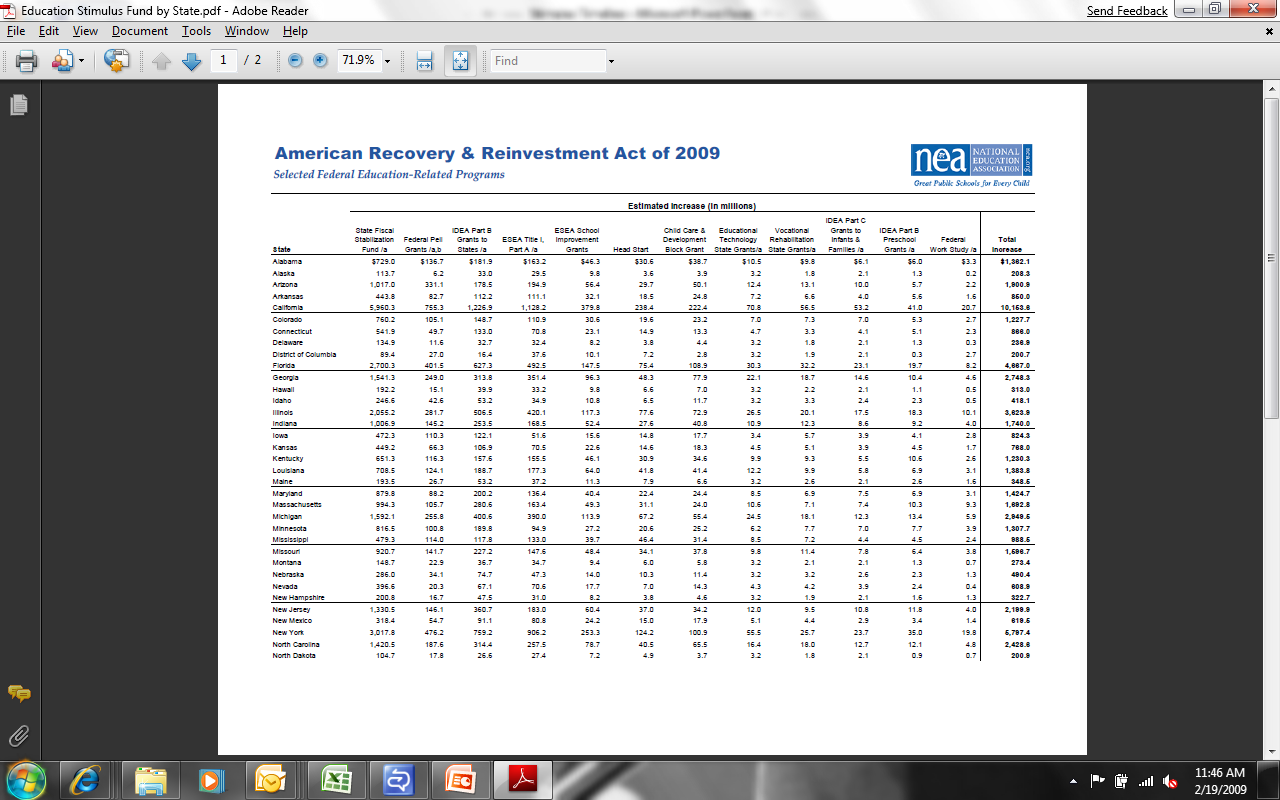 Education Stimulus Fund by State.pdf - Adobe Reader
Send Feedback
File Edit View Document Tools Window Help
1 / 2 71.9% Find
American Recovery & Reinvestment Act of 2009
Selected Federal Education-Related Programs
nea NATIONAL EDUCATION ASSOCIATION nea.org
Great Public Schools for Every Child
Estimated Increase (in millions)
State State Fiscal Stabilization Fund /a Federal Pell Grants /a,b IDEA Part B Grants to States /a ESEA Title I, Part A /a ESEA School Improvement Grants Head Start Child Care & Development Block Grant Educational Technology State Grants/a Vocational Rehabilitation State Grants/a IDEA Part C Grants to Infants & Families /a IDEA Part B Preschool Grants /a Federal Work Study /a Total Increase
Alabama $729.0 $136.7 $181.9 $163.2 $46.3 $30.6 $38.7 $10.5 $9.8 $6.1 $6.0 $3.3 $1,362.1
Alaska 113.7 6.2 33.0 29.5 9.8 3.6 3.9 3.2 1.8 2.1 1.3 0.2 208.3
Arizona 1,017.0 331.1 178.5 194.9 56.4 29.7 50.1 12.4 13.1 10.0 5.7 2.2 1,900.9
Arkansas 443.8 82.7 112.2 111.1 32.1 18.5 24.8 7.2 6.6 4.0 5.6 1.6 850.0
California 5,960.3 755.3 1,226.9 1,128.2 379.8 238.4 222.4 70.8 56.5 53.2 41.0 20.7 10,153.6
Colorado 760.2 105.1 148.7 110.9 30.6 19.6 23.2 7.0 7.3 7.0 5.3 2.7 1,227.7
Connecticut 541.9 49.7 133.0 70.8 23.1 14.9 13.3 4.7 3.3 4.1 5.1 2.3 866.0
Delaware 134.9 11.6 32.7 32.4 8.2 3.8 4.4 3.2 1.8 2.1 1.3 0.3 236.9
District of Columbia 89.4 27.0 16.4 37.6 10.1 7.2 2.8 3.2 1.9 2.1 0.3 2.7 200.7
Florida 2,700.3 401.5 627.3 492.5 147.5 75.4 108.9 30.3 32.2 23.1 19.7 8.2 4,667.0
Georgia 1,541.3 249.0 313.8 351.4 96.3 48.3 77.9 22.1 18.7 14.6 10.4 4.6 2,748.3
Hawaii 192.2 15.1 39.9 33.2 9.8 6.6 7.0 3.2 2.2 2.1 1.1 0.5 313.0
Idaho 246.6 42.6 53.2 34.9 10.8 6.5 11.7 3.2 3.3 2.4 2.3 0.5 418.1
Illinois 2,055.2 281.7 506.5 420.1 117.3 77.6 72.9 26.5 20.1 17.5 18.3 10.1 3,623.9
Indiana 1,006.9 145.2 253.5 168.5 52.4 27.6 40.8 10.9 12.3 8.6 9.2 4.0 1,740.0
Iowa 472.3 110.3 122.1 51.6 15.6 14.8 17.7 3.4 5.7 3.9 4.1 2.8 824.3
Kansas 449.2 66.3 106.9 70.5 22.6 14.6 18.3 4.5 5.1 3.9 4.5 1.7 768.0
Kentucky 651.3 116.3 157.6 155.5 46.1 30.9 34.6 9.9 9.3 5.5 10.6 2.6 1,230.3
Louisiana 708.5 124.1 188.7 177.3 64.0 41.8 41.4 12.2 9.9 5.8 6.9 3.1 1,383.8
Maine 193.5 26.7 53.2 37.2 11.3 7.9 6.6 3.2 2.6 2.1 2.6 1.6 348.5
Maryland 879.8 88.2 200.2 136.4 40.4 22.4 24.4 8.5 6.9 7.5 6.9 3.1 1,424.7
Massachusetts 994.3 105.7 280.6 163.4 49.3 31.1 24.0 10.6 7.1 7.4 10.3 9.3 1,692.8
Michigan 1,592.1 255.8 400.6 390.0 113.9 67.2 55.4 24.5 18.1 12.3 13.4 5.9 2,949.5
Minnesota 816.5 100.8 189.8 94.9 27.2 20.6 25.2 6.2 7.7 7.0 7.7 3.9 1,307.7
Mississippi 479.3 114.0 117.8 133.0 39.7 46.4 31.4 8.5 7.2 4.4 4.5 2.4 988.5
Missouri 920.7 141.7 227.2 147.6 48.4 34.1 37.8 9.8 11.4 7.8 6.4 3.8 1,596.7
Montana 148.7 22.9 36.7 34.7 9.4 6.0 5.8 3.2 2.1 2.1 1.3 0.7 273.4
Nebraska 286.0 34.1 74.7 47.3 14.0 10.3 11.4 3.2 3.2 2.6 2.3 1.3 490.4
Nevada 396.6 20.3 67.1 70.6 17.7 7.0 14.3 4.3 4.2 3.9 2.4 0.4 608.9
New Hampshire 200.8 16.7 47.5 31.0 8.2 3.8 4.6 3.2 1.9 2.1 1.6 1.3 322.7
New Jersey 1,330.5 146.1 360.7 183.0 60.4 37.0 34.2 12.0 9.5 10.8 11.8 4.0 2,199.9
New Mexico 318.4 54.7 91.1 80.8 24.2 15.0 17.9 5.1 4.4 2.9 3.4 1.4 619.5
New York 3,017.8 476.2 759.2 906.2 253.3 124.2 100.9 55.5 25.7 23.7 35.0 19.8 5,797.4
North Carolina 1,420.5 187.6 314.4 257.5 78.7 40.5 65.5 16.4 18.0 12.7 12.1 4.8 2,428.6
North Dakota 104.7 17.8 26.6 27.4 7.2 4.9 3.7 3.2 1.8 2.1 0.9 0.7 200.9
11:46 AM
2/19/2009